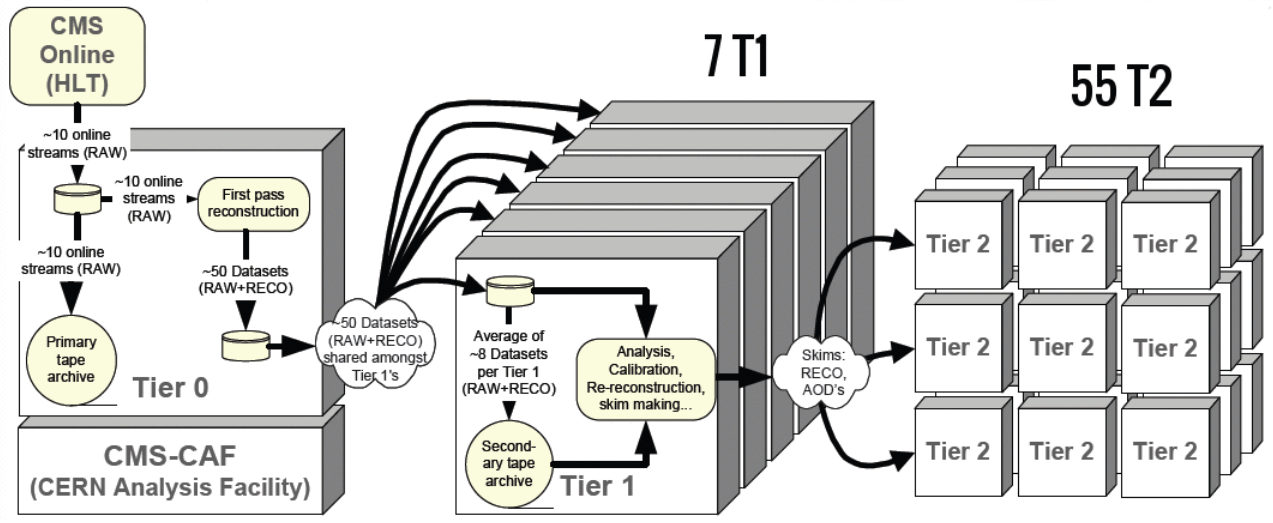 CMS
Online
(HLT)
~10 online
streams (RAW)
~10 online
streams
(RAW)
First pass
reconstruction
~10 online
streams (RAW)
~50 Datasets
(RAW+RECO)
Primary
tape
archive
Tier 0
CMS-CAF
(CERN Analysis Facility)
~50 Datasets
(RAW+RECO)
shared amongst
Tier 1's
7 T1
Average of
~8 Datasets
per Tier 1
(RAW+RECO)
Analysis,
Calibration,
Re-reconstruction,
skim making...
Second-
ary tape
archive
Tier 1
Skims:
RECO,
AOD's
55 T2
Tier 2
Tier 2
Tier 2
Tier 2
Tier 2
Tier 2
Tier 2
Tier 2
Tier 2